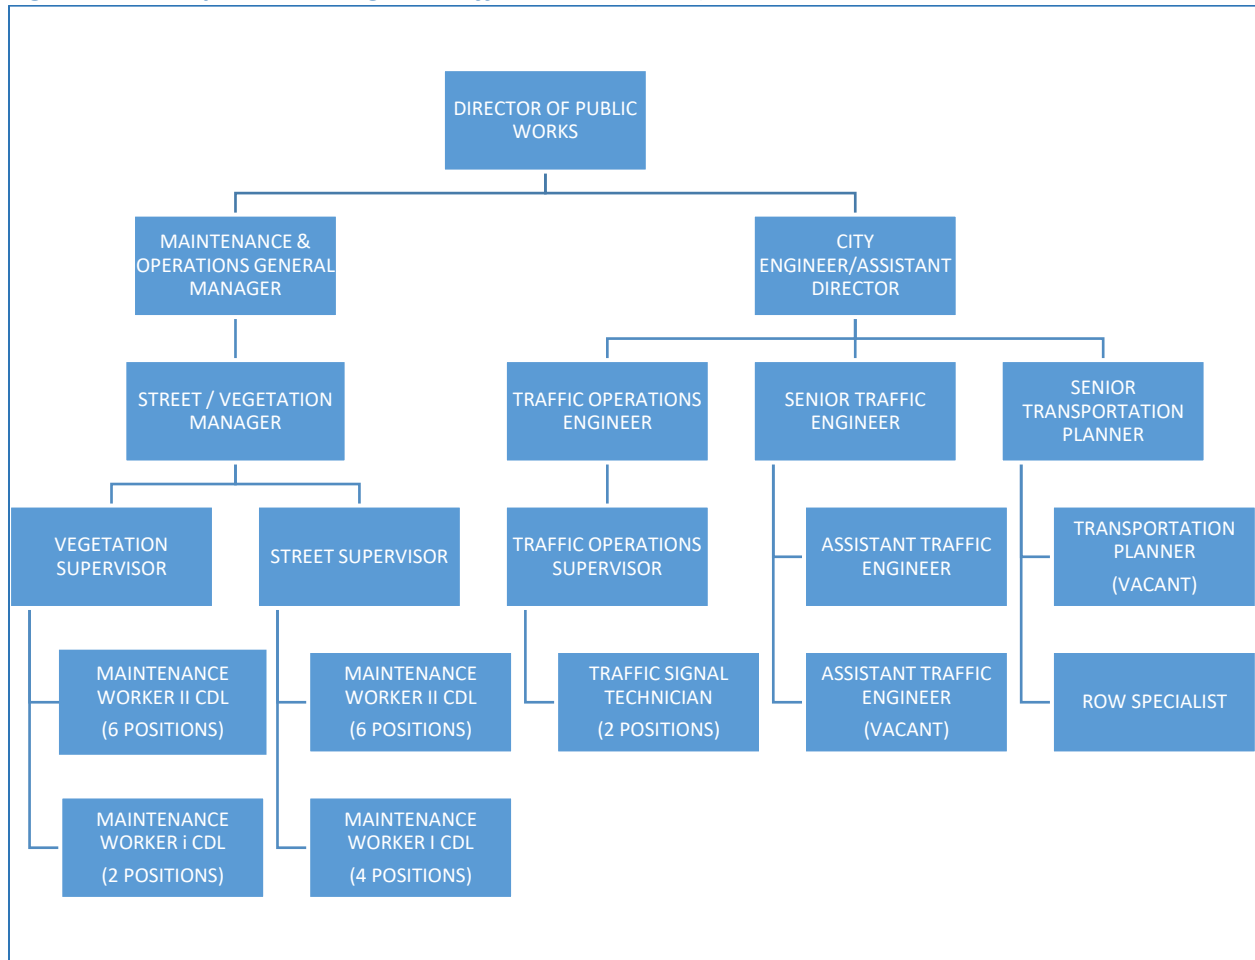 DIRECTOR OF PUBLIC
WORKS
MAINTENANCE &
OPERATIONS GENERAL
MANAGER
CITY
ENGINEER/ASSISTANT
DIRECTOR
STREET / VEGETATION
MANAGER
TRAFFIC OPERATIONS
ENGINEER
SENIOR TRAFFIC
ENGINEER
SENIOR
TRANSPORTATION
PLANNER
VEGETATION
SUPERVISOR
STREET SUPERVISOR
TRAFFIC OPERATIONS
SUPERVISOR
ASSISTANT TRAFFIC
ENGINEER
TRANSPORTATION
PLANNER
(VACANT)
MAINTENANCE
WORKER II CDL
(6 POSITIONS)
MAINTENANCE
WORKER II CDL
(6 POSITIONS)
TRAFFIC SIGNAL
TECHNICIAN
(2 POSITIONS)
ASSISTANT TRAFFIC
ENGINEER
(VACANT)
ROW SPECIALIST
MAINTENANCE
WORKER i CDL
(2 POSITIONS)
MAINTENANCE
WORKER I CDL
(4 POSITIONS)